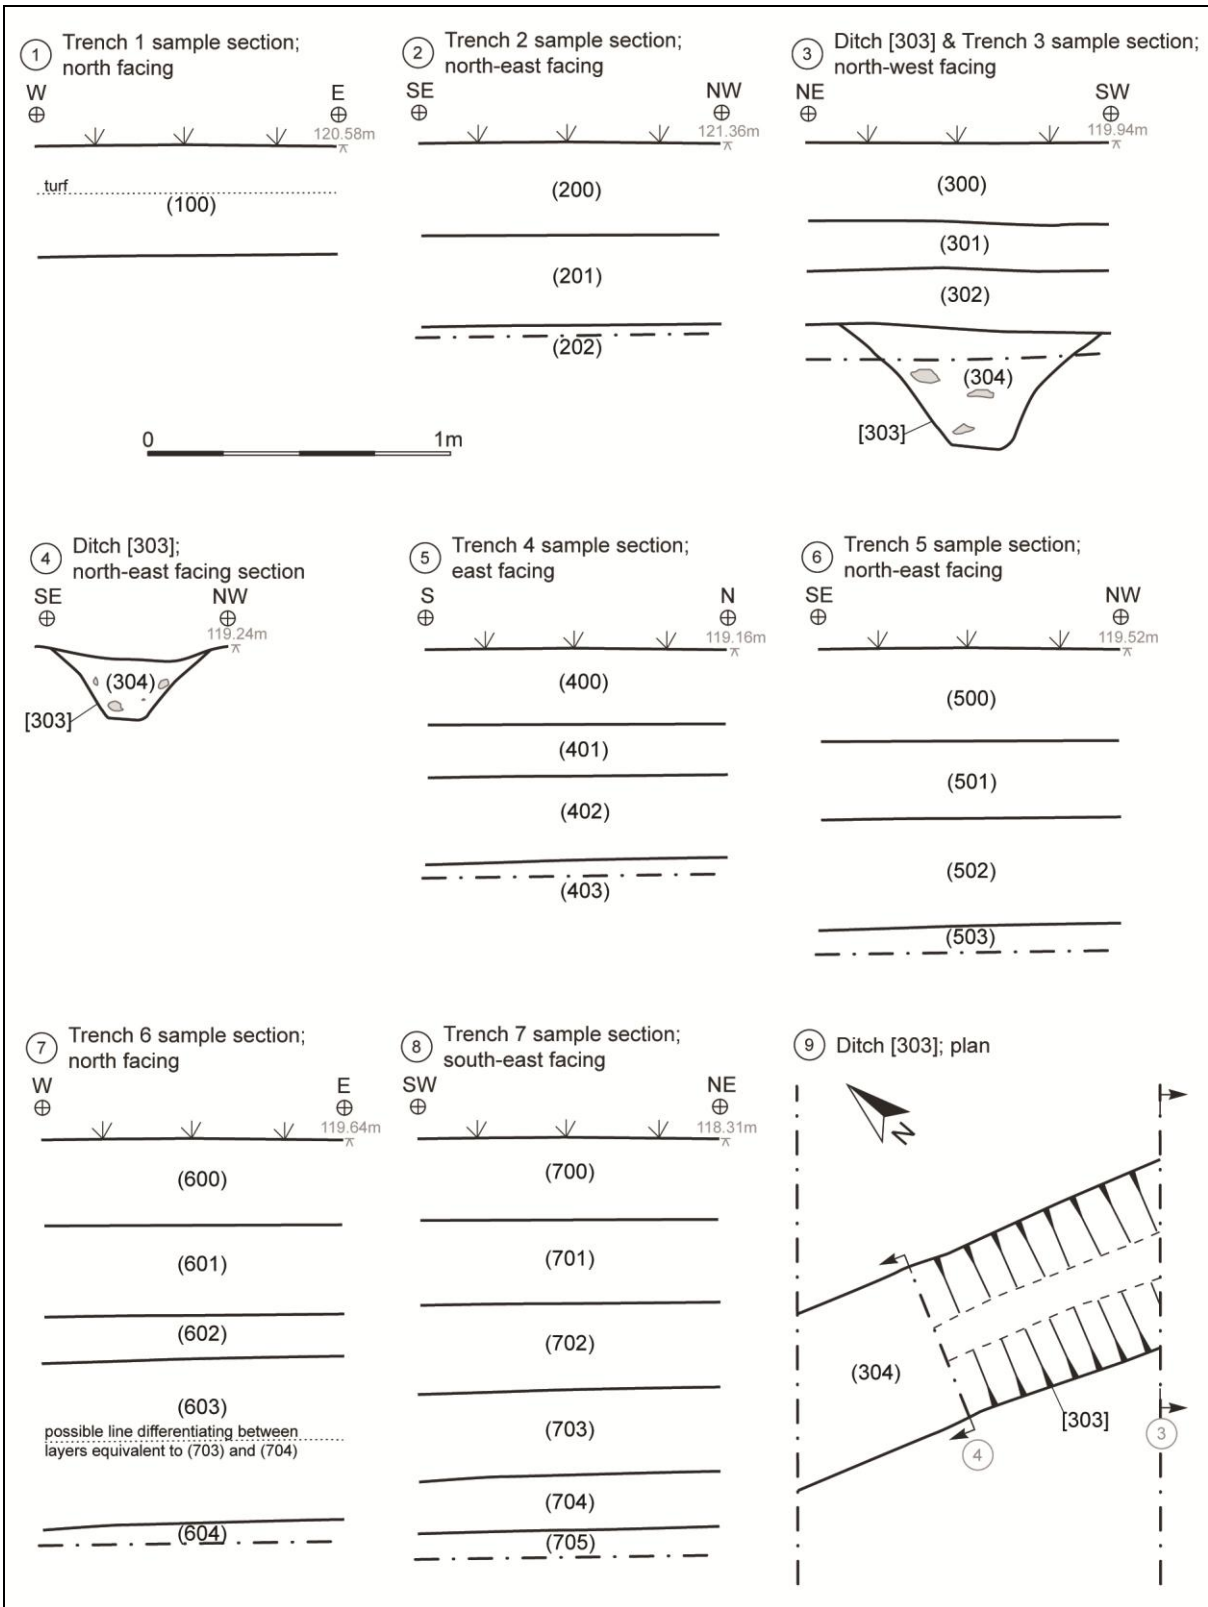 1 Trench 1 sample section;
north facing
W E
120.58m
turf
(100)
2 Trench 2 sample section;
north-east facing
SE NW
121.36m
(200)
(201)
(202)
3 Ditch [303] & Trench 3 sample section;
north-west facing
NE SW
119.94m
(300)
(301)
(302)
(304)
[303]
0 1m
4 Ditch [303];
north-east facing section
SE NW
119.24m
(304)
[303]
5 Trench 4 sample section;
east facing
S N
119.16m
(400)
(401)
(402)
(403)
6 Trench 5 sample section;
north-east facing
SE NW
119.52m
(500)
(501)
(502)
(503)
7 Trench 6 sample section;
north facing
W E
119.64m
(600)
(601)
(602)
(603)
possible line differentiating between
layers equivalent to (703) and (704)
(604)
8 Trench 7 sample section;
south-east facing
SW NE
118.31m
(700)
(701)
(702)
(703)
(704)
(705)
9 Ditch [303]; plan
N
(304)
[303]
4
3